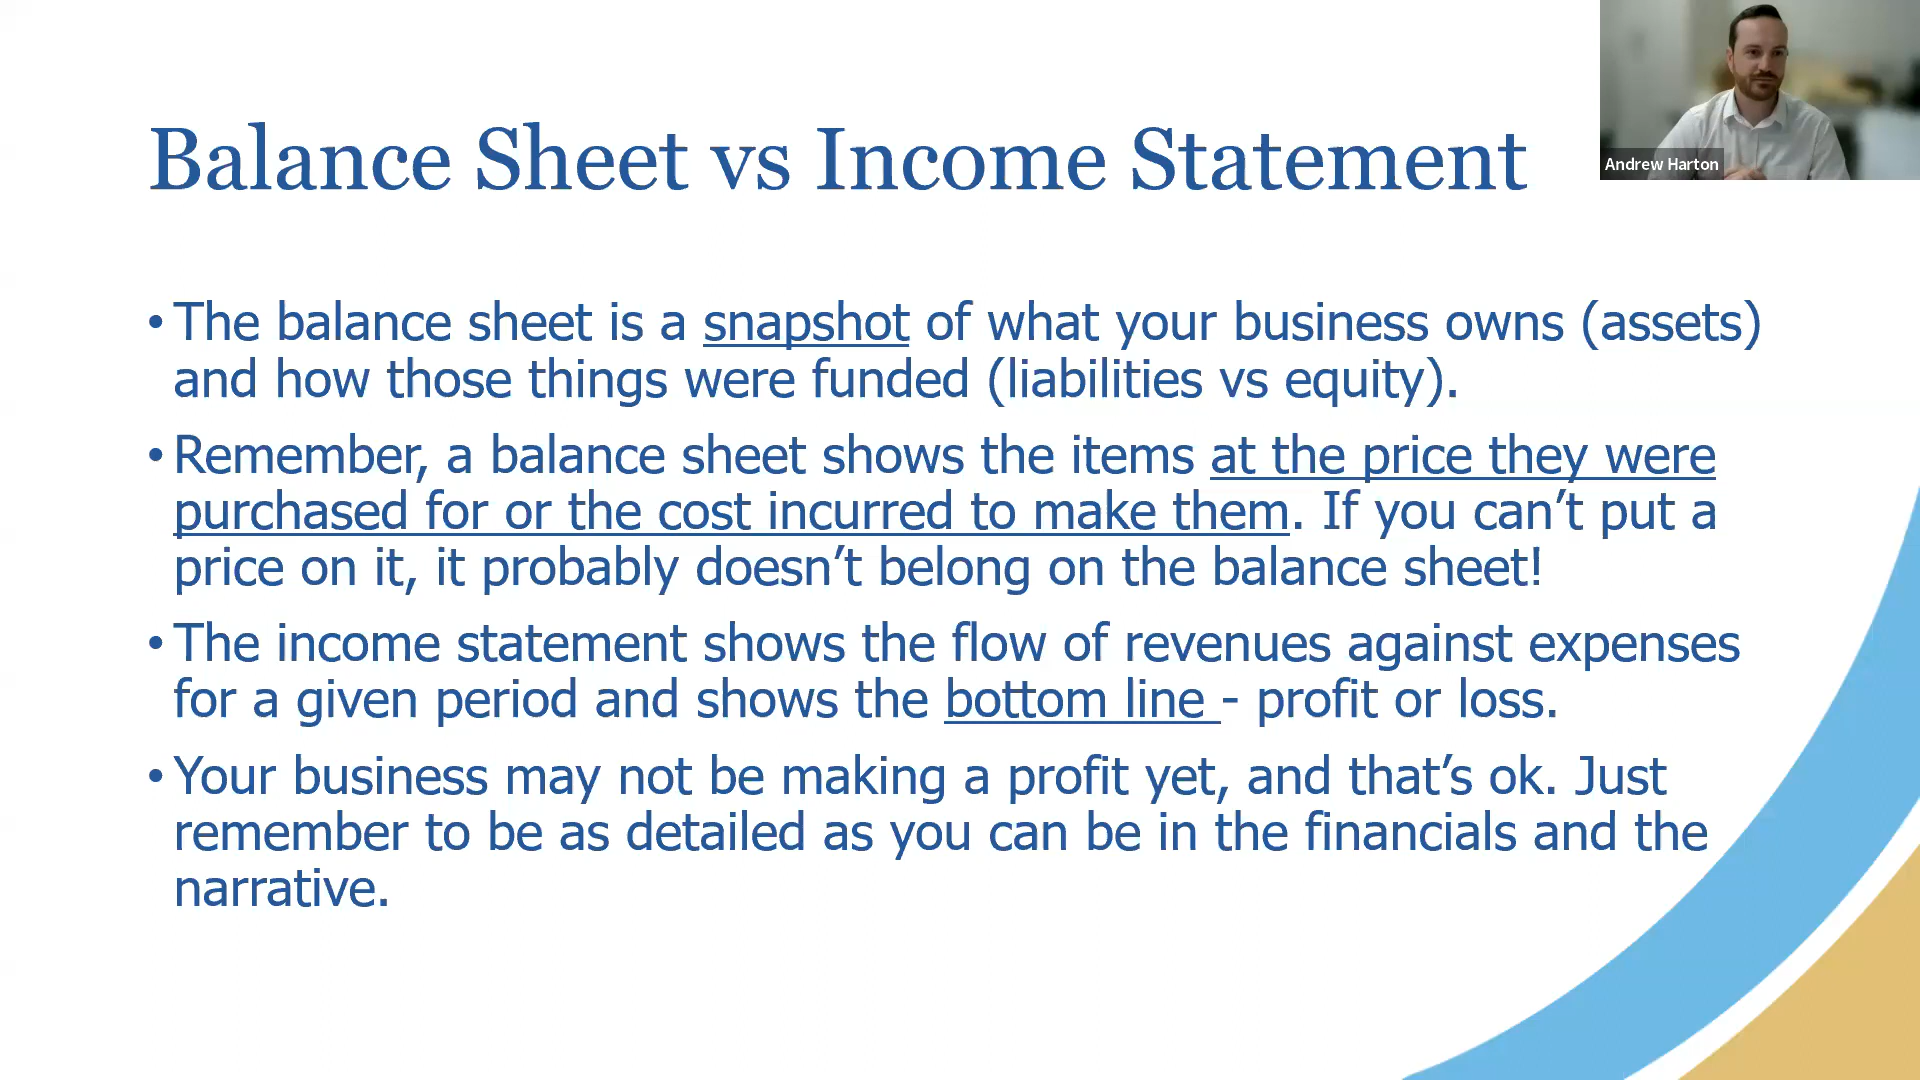 Balance Sheet vs Income Statement
Andrew Harton
• The balance sheet is a snapshot of what your business owns (assets)
and how those things were funded (liabilities vs equity).
• Remember, a balance sheet shows the items at the price they were
purchased for or the cost incurred to make them. If you can’t put a
price on it, it probably doesn’t belong on the balance sheet!
• The income statement shows the flow of revenues against expenses
for a given period and shows the bottom line - profit or loss.
• Your business may not be making a profit yet, and that’s ok. Just
remember to be as detailed as you can be in the financials and the
narrative.